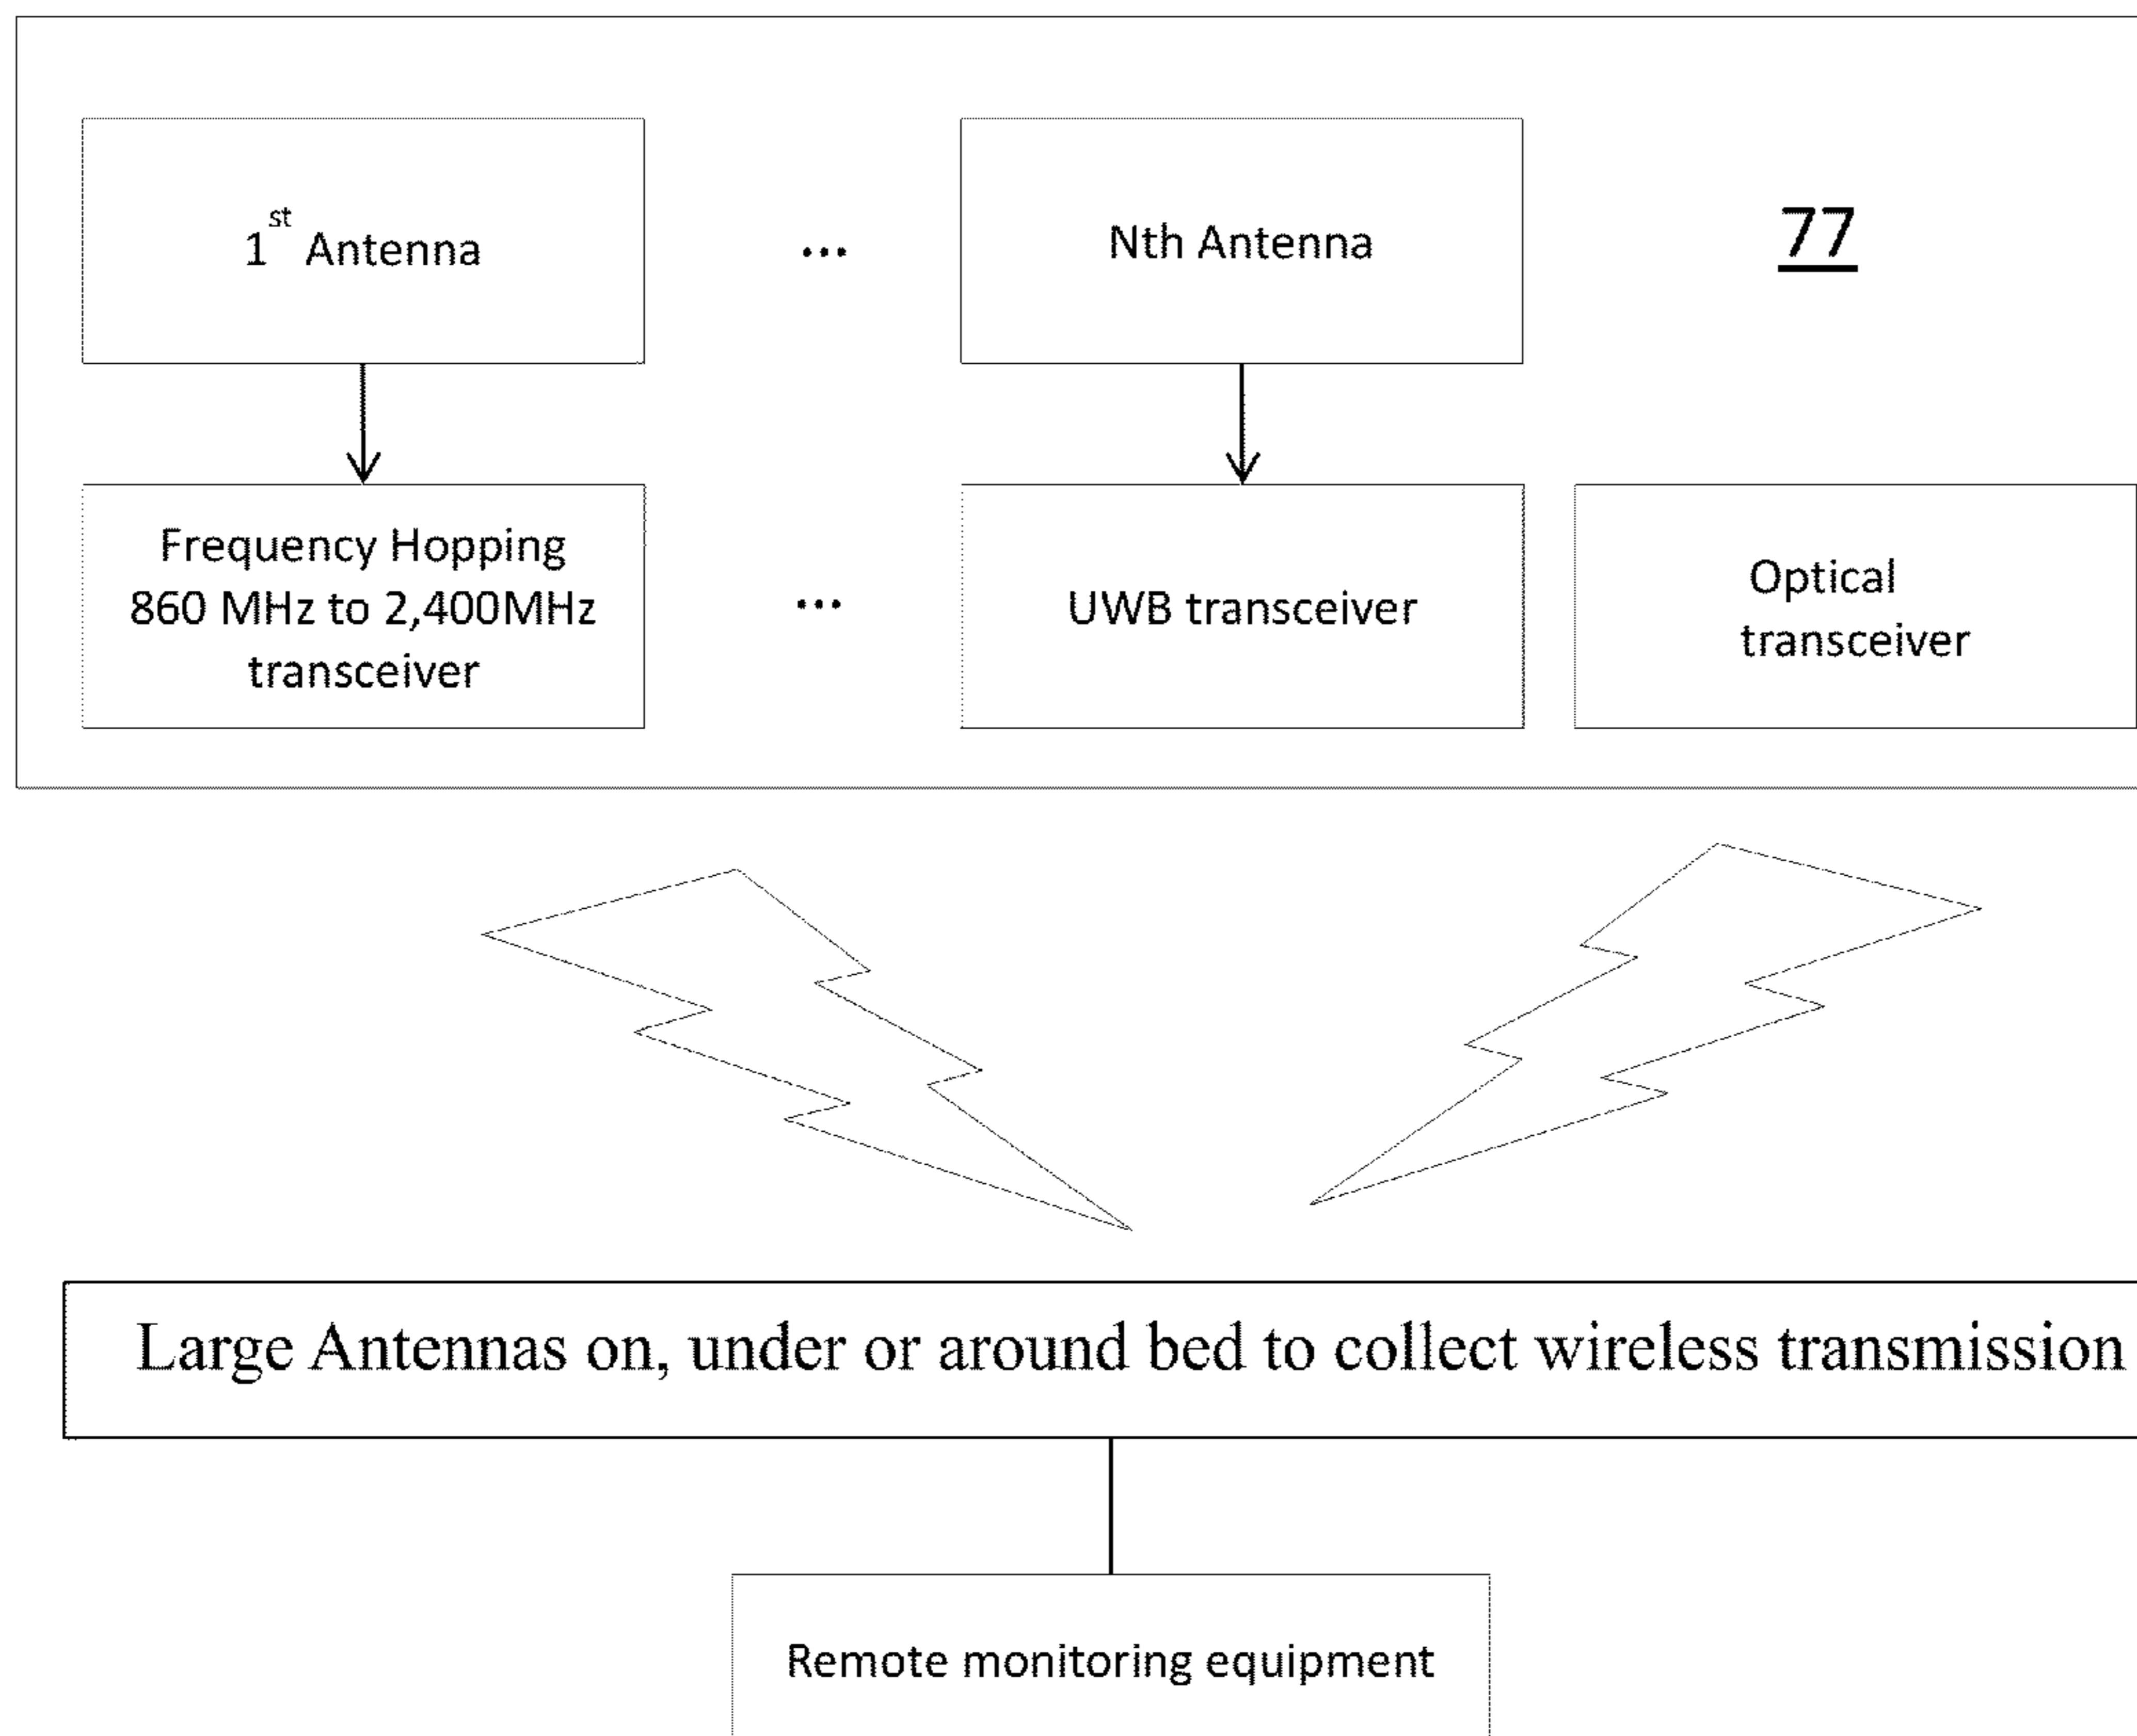 1st Antenna
...
Nth Antenna
77
Frequency Hopping
860 MHz to 2,400MHz
transceiver
...
UWB transceiver
Optical
transceiver
Large Antennas on, under or around bed to collect wireless transmission
Remote monitoring equipment